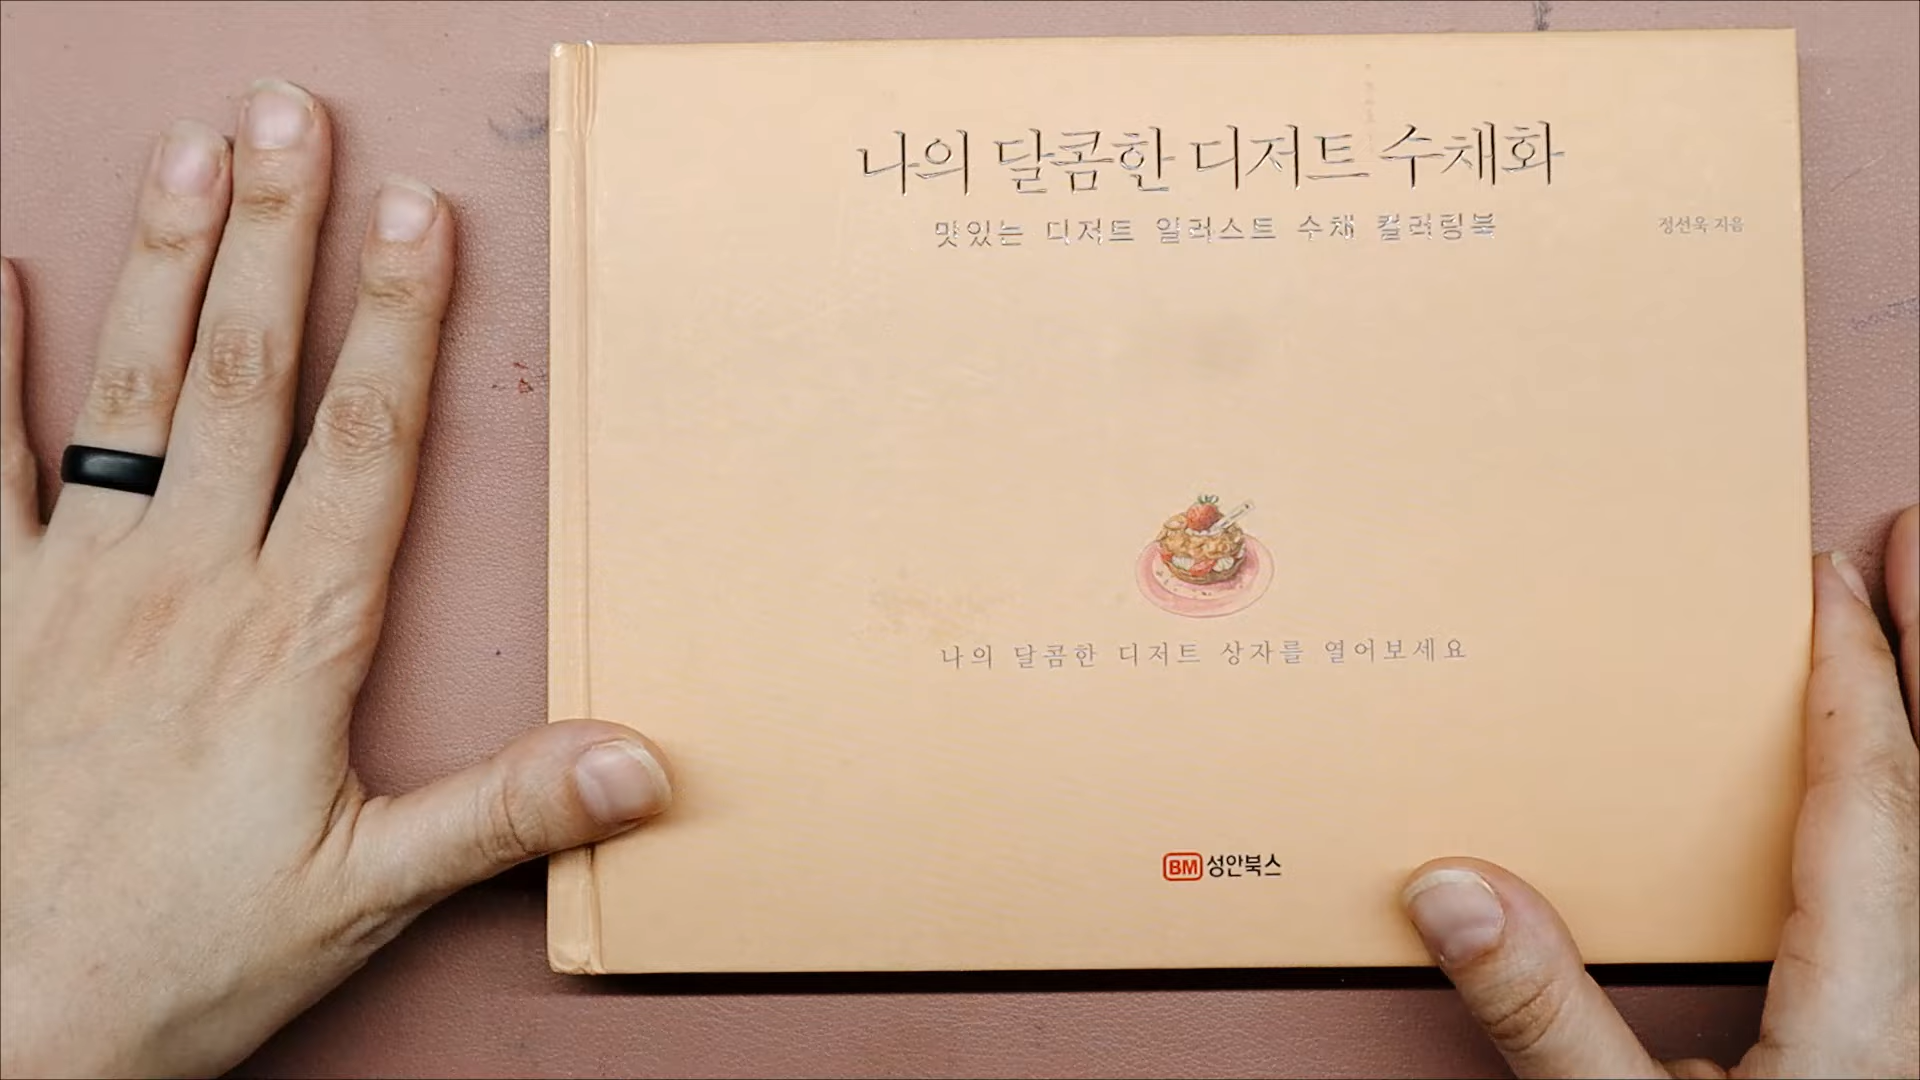 나의 달콤한 디저트 수채화
맛있는 디저트 일러스트 수채 컬러링북
정선욱 지음
나의 달콤한 디저트 상자를 열어보세요
BM 성안북스